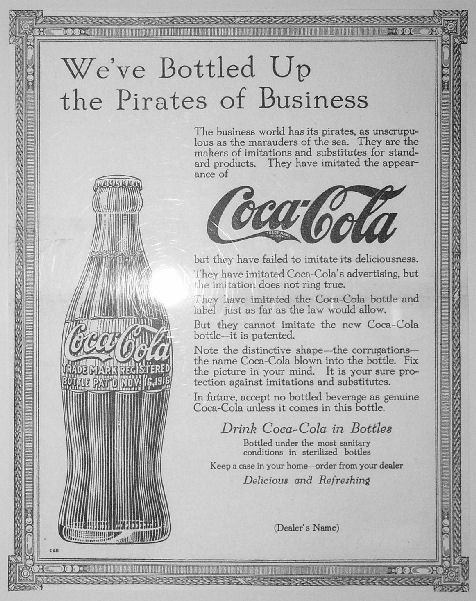 We've Bottled Up
the Pirates of Business
The business world has its pirates, as unscrupu-
lous as the marauders of the sea. They are the
makers of imitations and substitutes for stand-
ard products. They have imitated the appear-
ance of
Coca-Cola
but they have failed to imitate its deliciousness.
They have imitated Coca-Cola's advertising, but
the imitation does not ring true.
They have imitated the Coca-Cola bottle and
label just as far as the law would allow.
But they cannot imitate the new Coca-Cola
bottle—it is patented.
Note the distinctive shape—the corrugations—
the name Coca-Cola blown into the bottle. Fix
the picture in your mind. It is your sure pro-
tection against imitations and substitutes.
In future, accept no bottled beverage as genuine
Coca-Cola unless it comes in this bottle.
Drink Coca-Cola in Bottles
Bottled under the most sanitary
conditions in sterilized bottles
Keep a case in your home—order from your dealer
Delicious and Refreshing
(Dealer's Name)
Coca-Cola
TRADE MARK REGISTERED
BOTTLE PAT'D NOV. 16, 1915